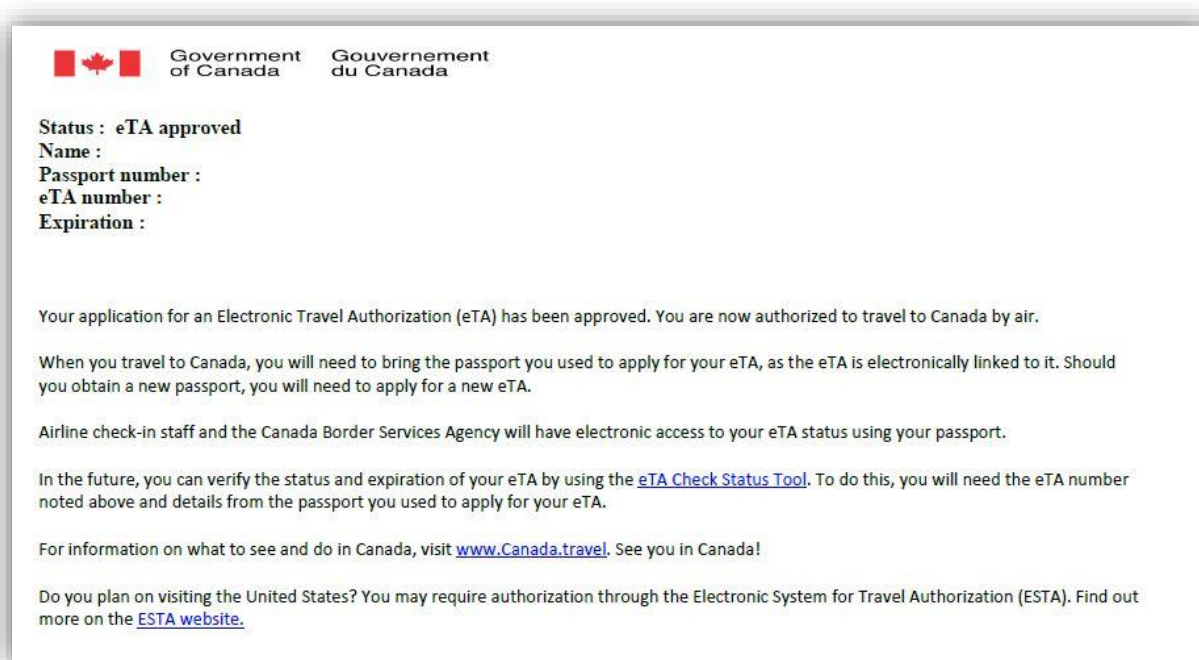 Government Gouvernement
of Canada du Canada
Status : eTA approved
Name :
Passport number :
eTA number :
Expiration :
Your application for an Electronic Travel Authorization (eTA) has been approved. You are now authorized to travel to Canada by air.
When you travel to Canada, you will need to bring the passport you used to apply for your eTA, as the eTA is electronically linked to it. Should
you obtain a new passport, you will need to apply for a new eTA.
Airline check-in staff and the Canada Border Services Agency will have electronic access to your eTA status using your passport.
In the future, you can verify the status and expiration of your eTA by using the eTA Check Status Tool. To do this, you will need the eTA number
noted above and details from the passport you used to apply for your eTA.
For information on what to see and do in Canada, visit www.Canada.travel. See you in Canada!
Do you plan on visiting the United States? You may require authorization through the Electronic System for Travel Authorization (ESTA). Find out
more on the ESTA website.